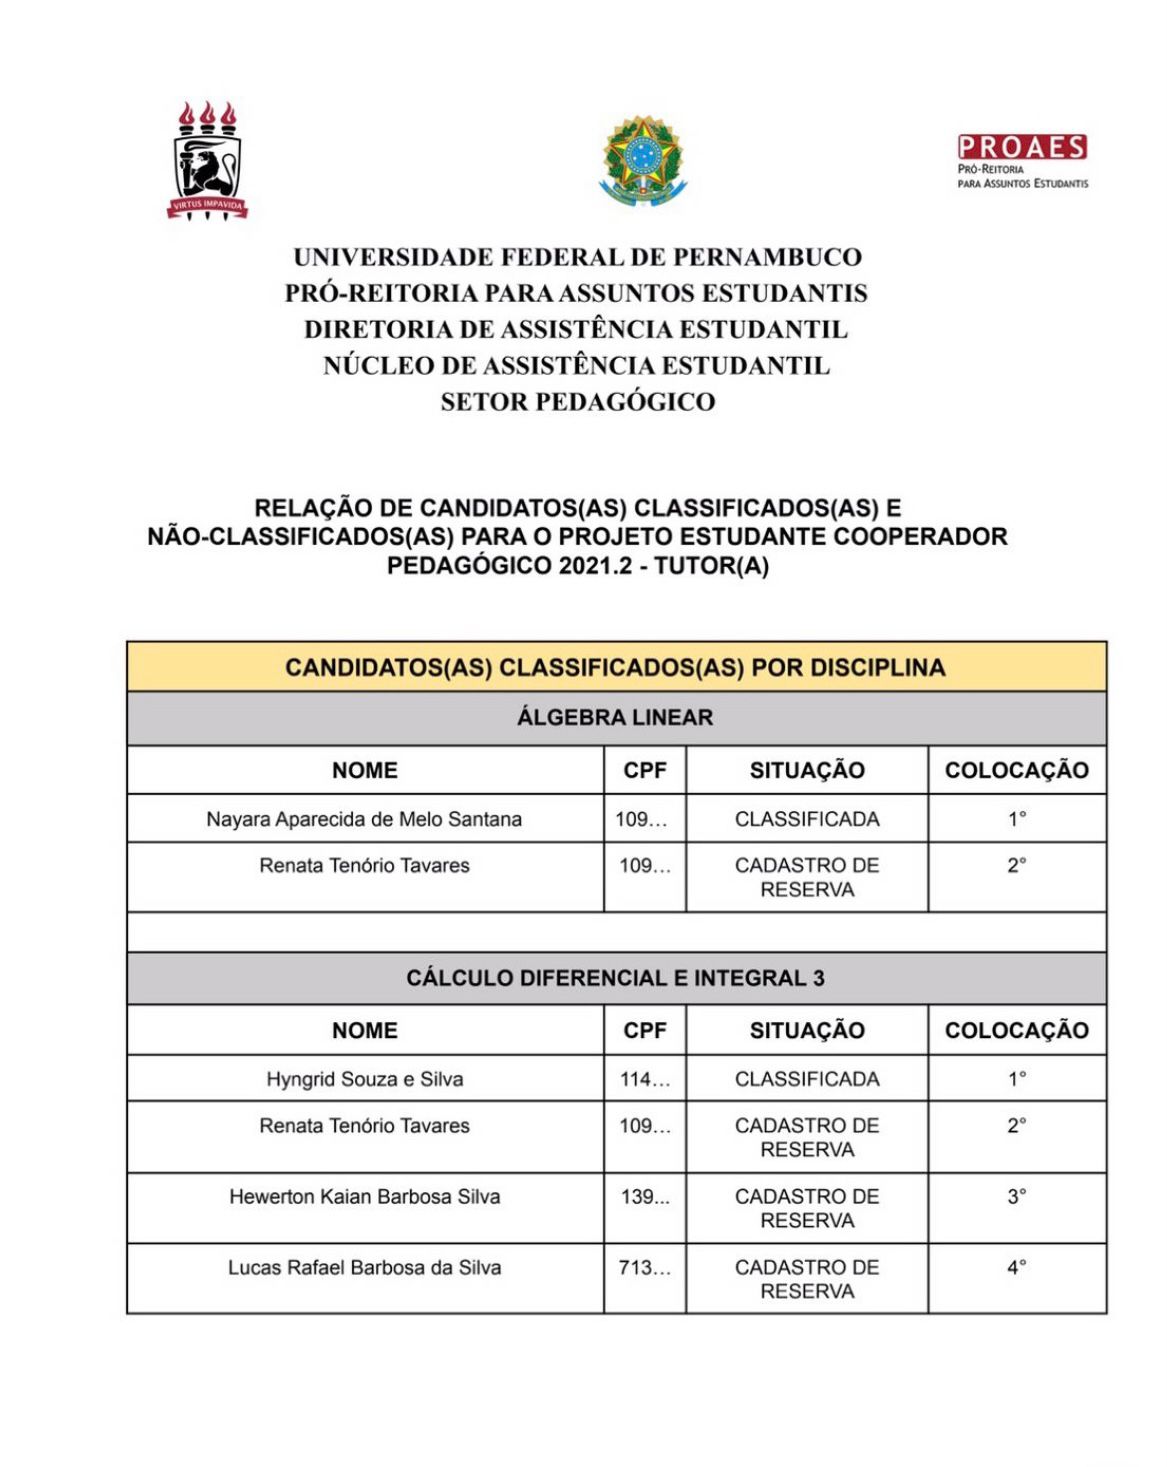 VIRTUS IMPAVIDA
PROAES
PRÓ-REITORIA
PARA ASSUNTOS ESTUDANTIS
UNIVERSIDADE FEDERAL DE PERNAMBUCO
PRÓ-REITORIA PARA ASSUNTOS ESTUDANTIS
DIRETORIA DE ASSISTÊNCIA ESTUDANTIL
NÚCLEO DE ASSISTÊNCIA ESTUDANTIL
SETOR PEDAGÓGICO
RELAÇÃO DE CANDIDATOS(AS) CLASSIFICADOS(AS) E
NÃO-CLASSIFICADOS(AS) PARA O PROJETO ESTUDANTE COOPERADOR
PEDAGÓGICO 2021.2 - TUTOR(A)
CANDIDATOS(AS) CLASSIFICADOS(AS) POR DISCIPLINA
ÁLGEBRA LINEAR
NOME CPF SITUAÇÃO COLOCAÇÃO
Nayara Aparecida de Melo Santana 109… CLASSIFICADA 1°
Renata Tenório Tavares 109… CADASTRO DE 2°
RESERVA
CÁLCULO DIFERENCIAL E INTEGRAL 3
NOME CPF SITUAÇÃO COLOCAÇÃO
Hyngrid Souza e Silva 114… CLASSIFICADA 1°
Renata Tenório Tavares 109… CADASTRO DE 2°
RESERVA
Hewerton Kaian Barbosa Silva 139... CADASTRO DE 3°
RESERVA
Lucas Rafael Barbosa da Silva 713… CADASTRO DE 4°
RESERVA